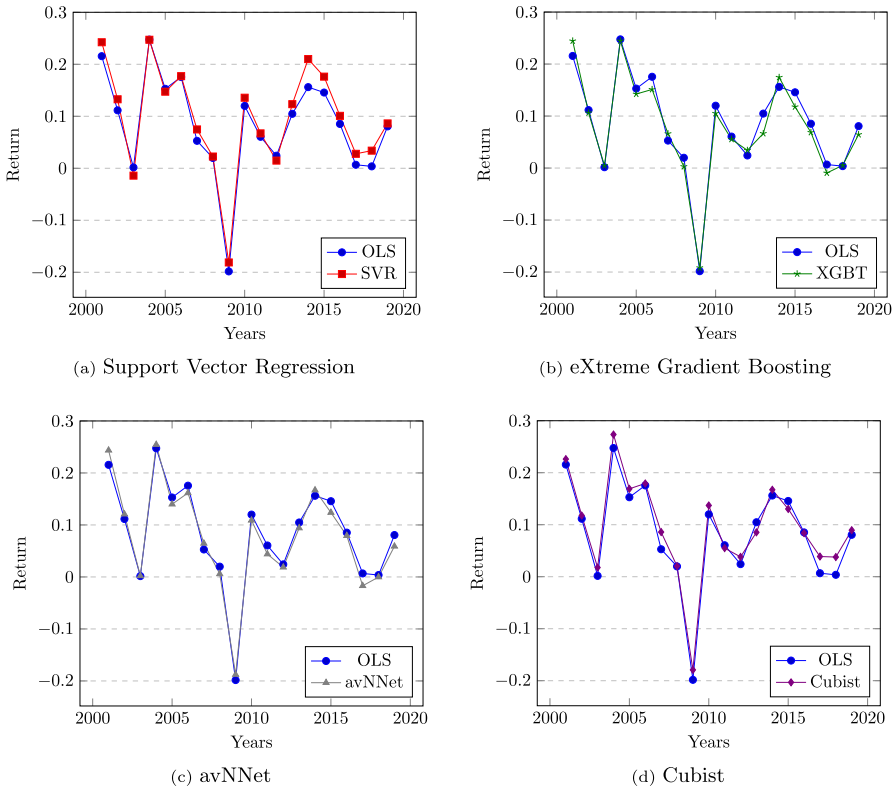 0.3
0.2
0.1
0
−0.1
−0.2
Return
2000 2005 2010 2015 2020
Years
OLS
SVR
(a) Support Vector Regression
0.3
0.2
0.1
0
−0.1
−0.2
Return
2000 2005 2010 2015 2020
Years
OLS
XGBT
(b) eXtreme Gradient Boosting
0.3
0.2
0.1
0
−0.1
−0.2
Return
2000 2005 2010 2015 2020
Years
OLS
avNNet
(c) avNNet
0.3
0.2
0.1
0
−0.1
−0.2
Return
2000 2005 2010 2015 2020
Years
OLS
Cubist
(d) Cubist